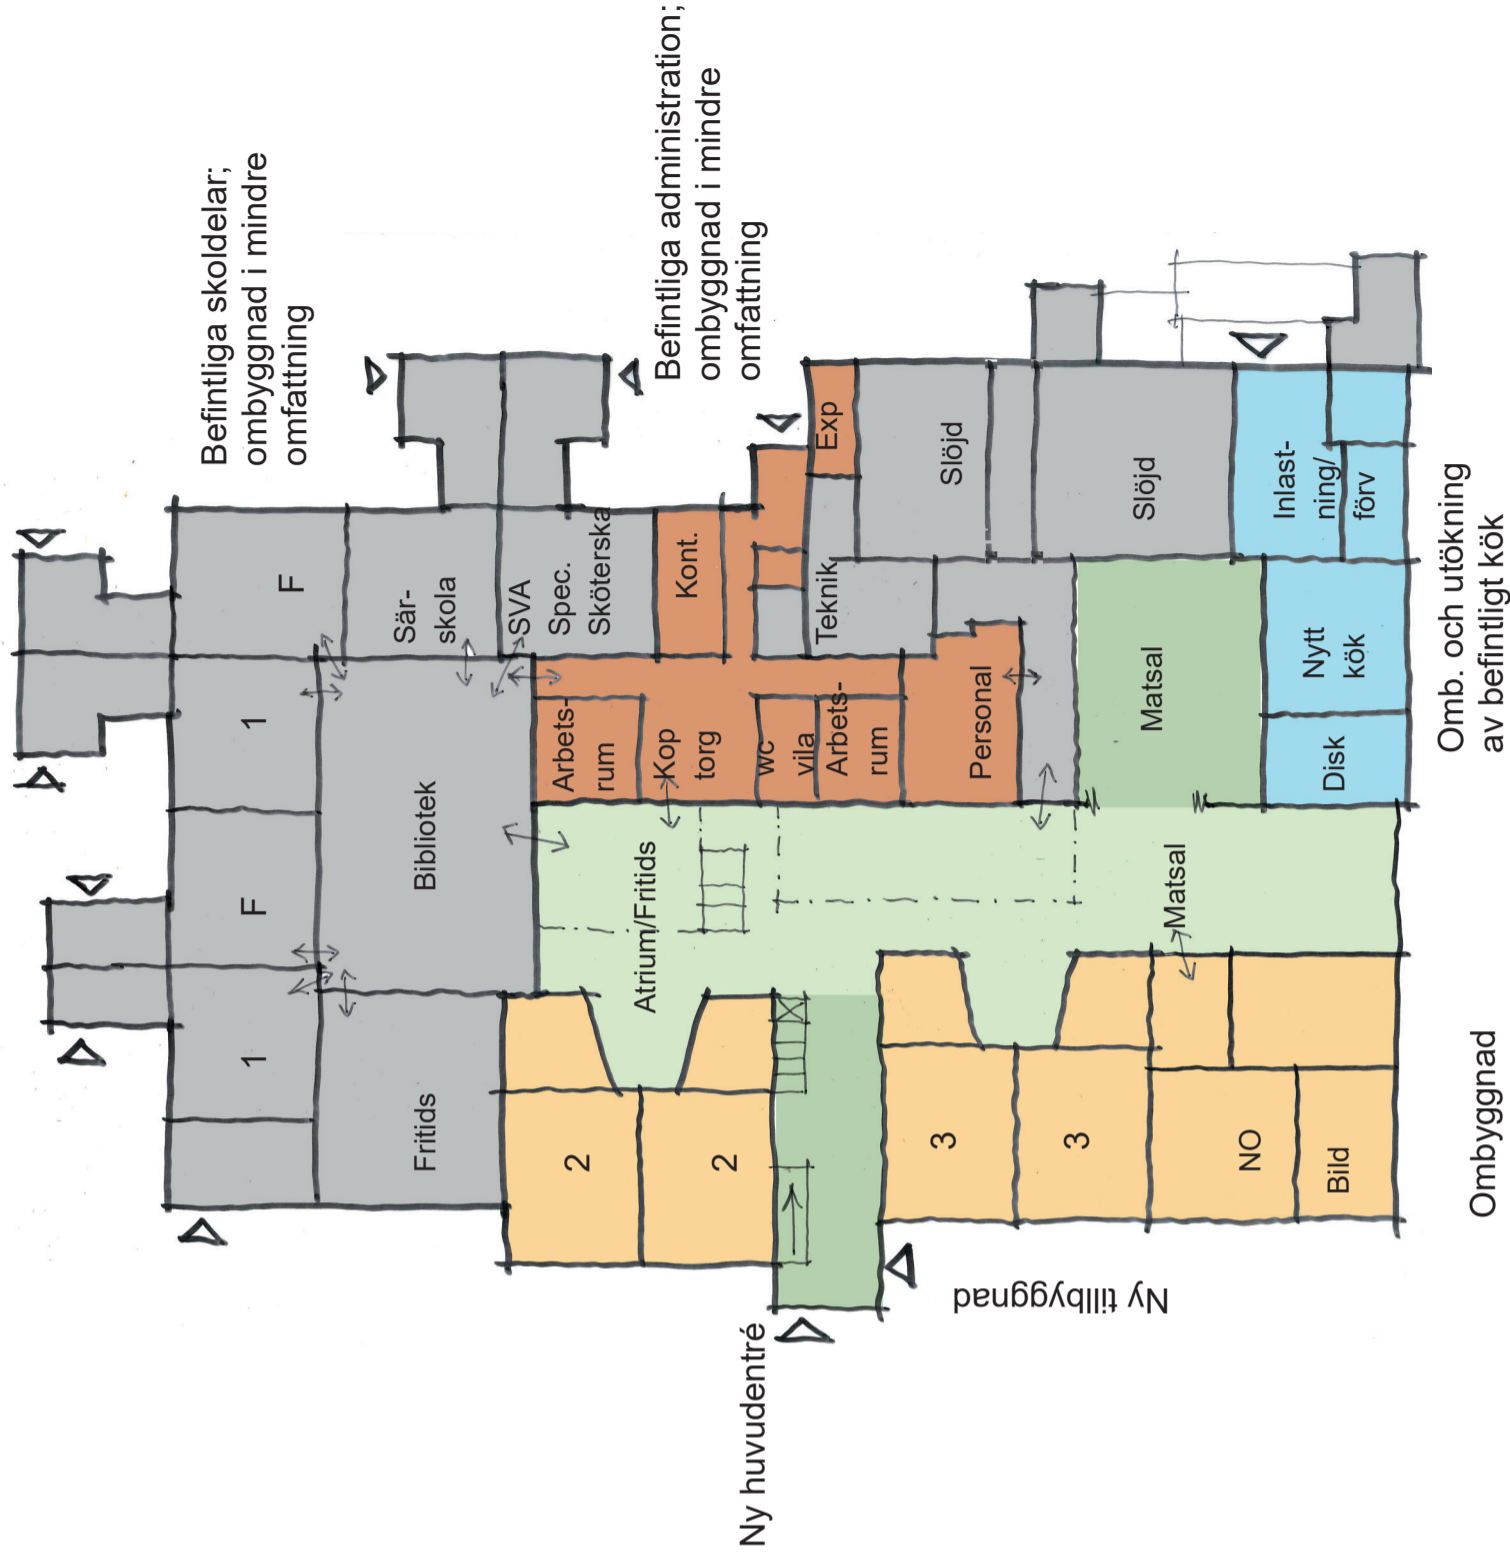 Befintliga skoldelar;
ombyggnad i mindre
omfattning
Befintliga administration;
ombyggnad i mindre
omfattning
F
1
F
1
Sär-
skola
SVA
Spec.
Sköterska
Bibliotek
Fritids
Kont.
Exp
Teknik
Arbets-
rum
Kop
torg
wc
vila
Arbets-
rum
Personal
Slöjd
Slöjd
Inlast-
ning/
förv
Nytt
kök
Disk
Matsal
Matsal
Atrium/Fritids
2
2
3
3
NO
Bild
Ny huvudentré
Ny tillbyggnad
Ombyggnad
Omb. och utökning
av befintligt kök